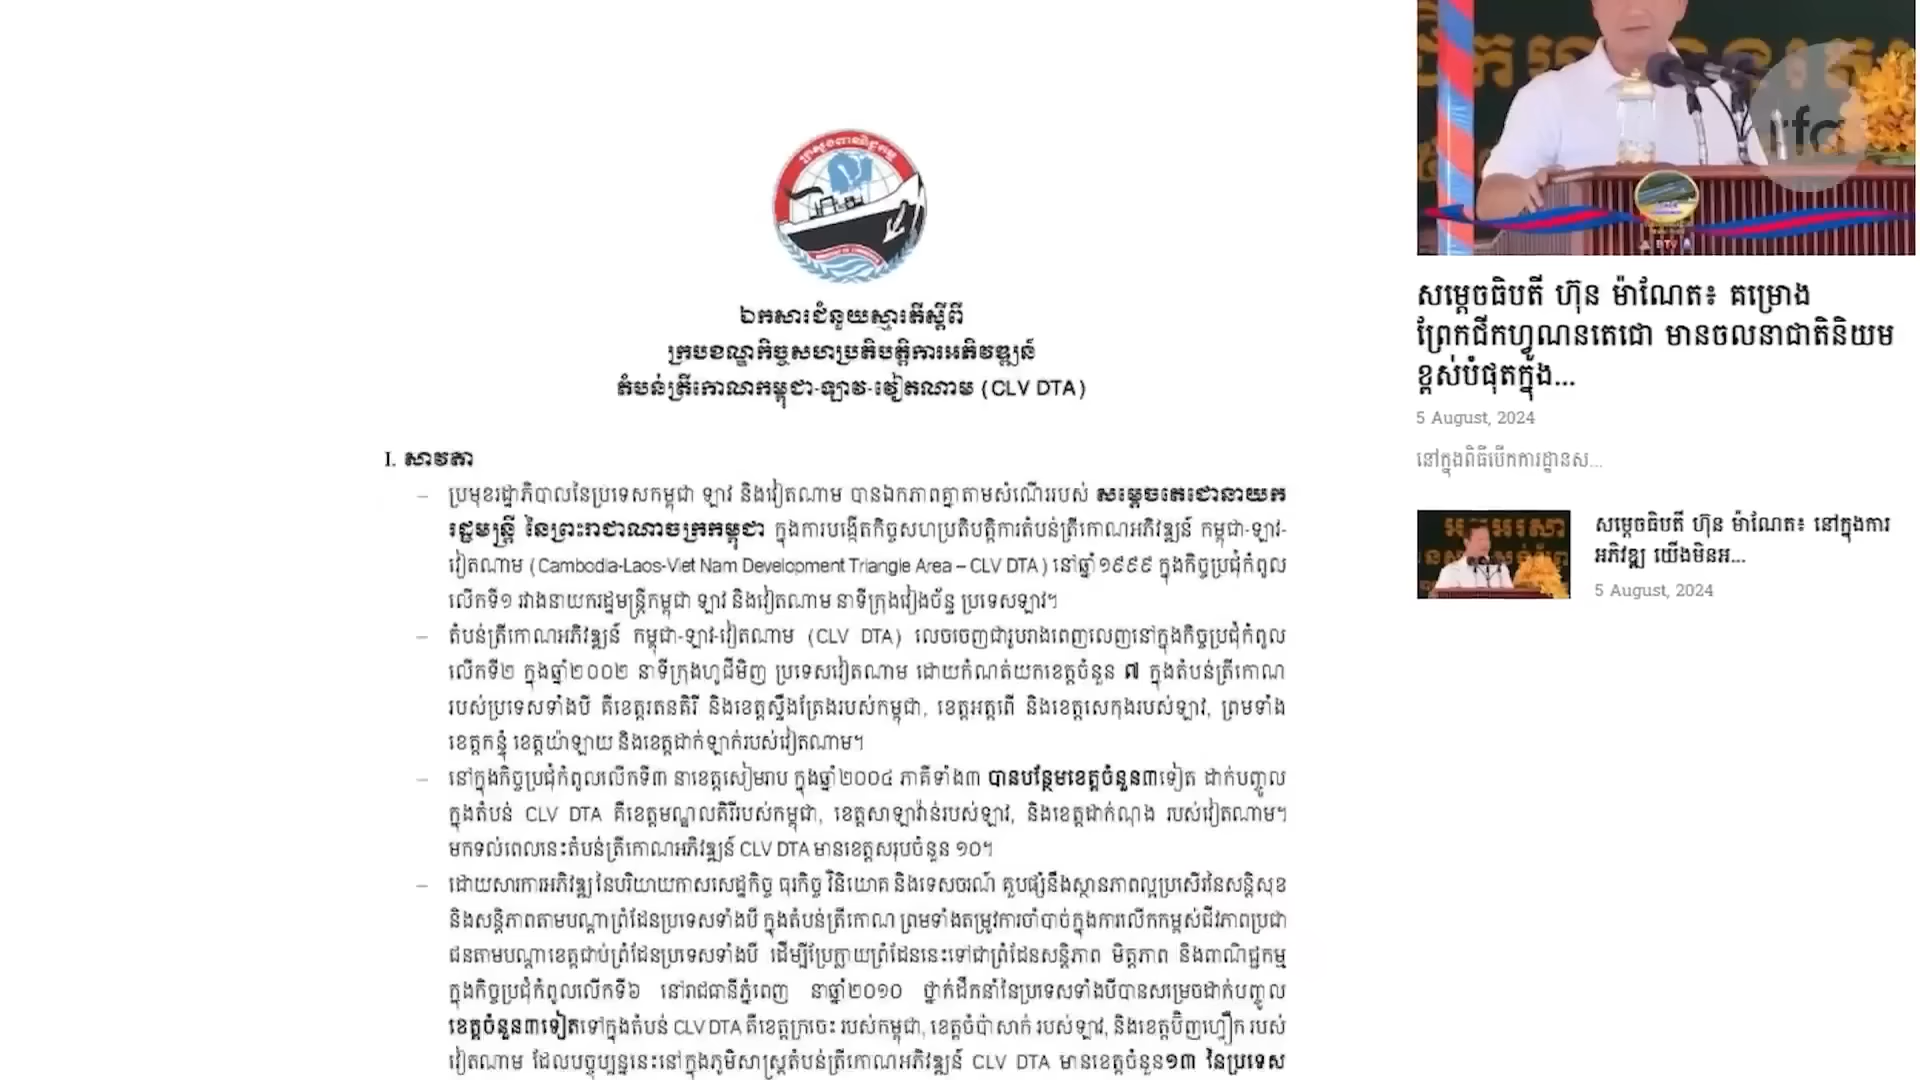 ក្រសួងពាណិជ្ជកម្ម
ឯកសារជំនួយស្មារតីស្តីពី
ក្របខណ្ឌកិច្ចសហប្រតិបត្តិការអភិវឌ្ឍន៍
តំបន់ត្រីកោណកម្ពុជា-ឡាវ-វៀតណាម (CLV DTA)
I. សាវតា
– ប្រមុខរដ្ឋាភិបាលនៃប្រទេសកម្ពុជា ឡាវ និងវៀតណាម បានឯកភាពគ្នាតាមសំណើររបស់ សម្តេចតេជោនាយក
រដ្ឋមន្ត្រី នៃព្រះរាជាណាចក្រកម្ពុជា ក្នុងការបង្កើតកិច្ចសហប្រតិបត្តិការតំបន់ត្រីកោណអភិវឌ្ឍន៍ កម្ពុជា-ឡាវ-
វៀតណាម (Cambodia-Laos-Viet Nam Development Triangle Area – CLV DTA) នៅឆ្នាំ១៩៩៩ ក្នុងកិច្ចប្រជុំកំពូល
លើកទី១ រវាងនាយករដ្ឋមន្ត្រីកម្ពុជា ឡាវ និងវៀតណាម នាទីក្រុងវៀងច័ន្ទ ប្រទេសឡាវ។
– តំបន់ត្រីកោណអភិវឌ្ឍន៍ កម្ពុជា-ឡាវ-វៀតណាម (CLV DTA) លេចចេញជារូបរាងពេញលេញនៅក្នុងកិច្ចប្រជុំកំពូល
លើកទី២ ក្នុងឆ្នាំ២០០២ នាទីក្រុងហូជីមិញ ប្រទេសវៀតណាម ដោយកំណត់យកខេត្តចំនួន ៧ ក្នុងតំបន់ត្រីកោណ
របស់ប្រទេសទាំងបី គឺខេត្តរតនគិរី និងខេត្តស្ទឹងត្រែងរបស់កម្ពុជា, ខេត្តអត្តពើ និងខេត្តសេកុងរបស់ឡាវ, ព្រមទាំង
ខេត្តកនទុំ ខេត្តយ៉ាឡាយ និងខេត្តដាក់ឡាក់របស់វៀតណាម។
– នៅក្នុងកិច្ចប្រជុំកំពូលលើកទី៣ នាខេត្តសៀមរាប ក្នុងឆ្នាំ២០០៤ ភាគីទាំង៣ បានបន្ថែមខេត្តចំនួន៣ទៀត ដាក់បញ្ចូល
ក្នុងតំបន់ CLV DTA គឺខេត្តមណ្ឌលគិរីរបស់កម្ពុជា, ខេត្តសាឡាវ៉ាន់របស់ឡាវ, និងខេត្តដាក់ណុង របស់វៀតណាម។
មកទល់ពេលនេះតំបន់ត្រីកោណអភិវឌ្ឍន៍ CLV DTA មានខេត្តសរុបចំនួន ១០។
– ដោយសារការអភិវឌ្ឍនៃបរិយាយកាសសេដ្ឋកិច្ច ធុរកិច្ច វិនិយោគ និងទេសចរណ៍ គួបផ្សំនឹងស្ថានភាពល្អប្រសើរនៃសន្តិសុខ
និងសន្តិភាពតាមបណ្តាព្រំដែនប្រទេសទាំងបី ក្នុងតំបន់ត្រីកោណ ព្រមទាំងតម្រូវការចាំបាច់ក្នុងការលើកកម្ពស់ជីវភាពប្រជា
ជនតាមបណ្តាខេត្តជាប់ព្រំដែនប្រទេសទាំងបី ដើម្បីប្រែក្លាយព្រំដែននេះទៅជាព្រំដែនសន្តិភាព មិត្តភាព និងពាណិជ្ជកម្ម
ក្នុងកិច្ចប្រជុំកំពូលលើកទី៦ នៅរាជធានីភ្នំពេញ នាឆ្នាំ២០១០ ថ្នាក់ដឹកនាំនៃប្រទេសទាំងបីបានសម្រេចដាក់បញ្ចូល
ខេត្តចំនួន៣ទៀតទៅក្នុងតំបន់ CLV DTA គឺខេត្តក្រចេះ របស់កម្ពុជា, ខេត្តចំប៉ាសាក់ របស់ឡាវ, និងខេត្តប៊ិញហ្វឿក របស់
វៀតណាម ដែលបច្ចុប្បន្ននេះនៅក្នុងភូមិសាស្ត្រតំបន់ត្រីកោណអភិវឌ្ឍន៍ CLV DTA មានខេត្តចំនួន១៣ នៃប្រទេស
rfa
សម្តេចធិបតី ហ៊ុន ម៉ាណែត៖ គម្រោង
ព្រែកជីកហ្វូណនតេជោ មានចលនាជាតិនិយម
ខ្ពស់បំផុតក្នុង...
5 August, 2024
នៅក្នុងពិធីបើកការដ្ឋានស...
សម្តេចធិបតី ហ៊ុន ម៉ាណែត៖ នៅក្នុងការ
អភិវឌ្ឍ យើងមិនអ...
5 August, 2024